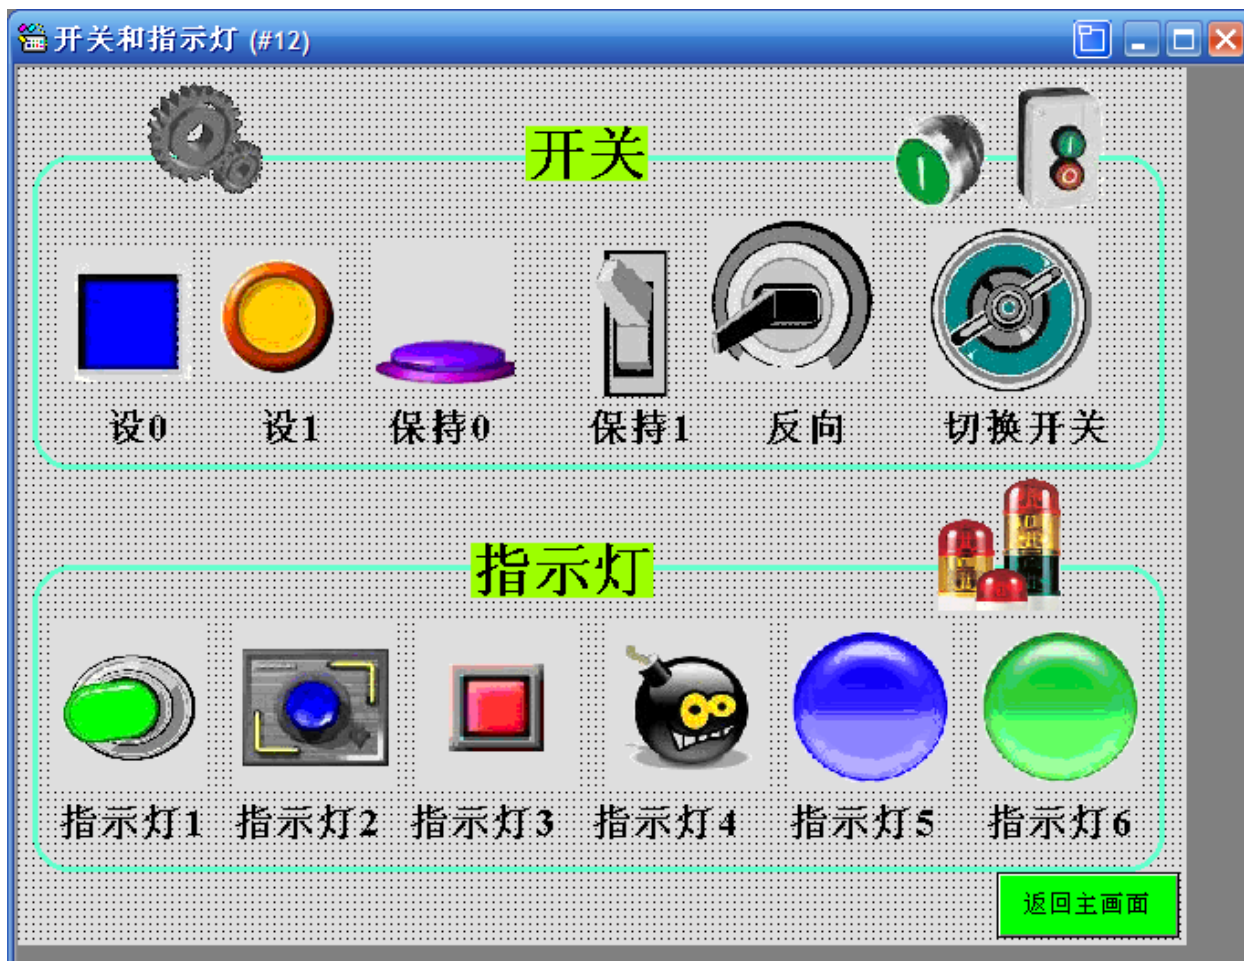 开关和指示灯 (#12)
开关
设0 设1 保持0 保持1 反向 切换开关
指示灯
指示灯1 指示灯2 指示灯3 指示灯4 指示灯5 指示灯6
返回主画面